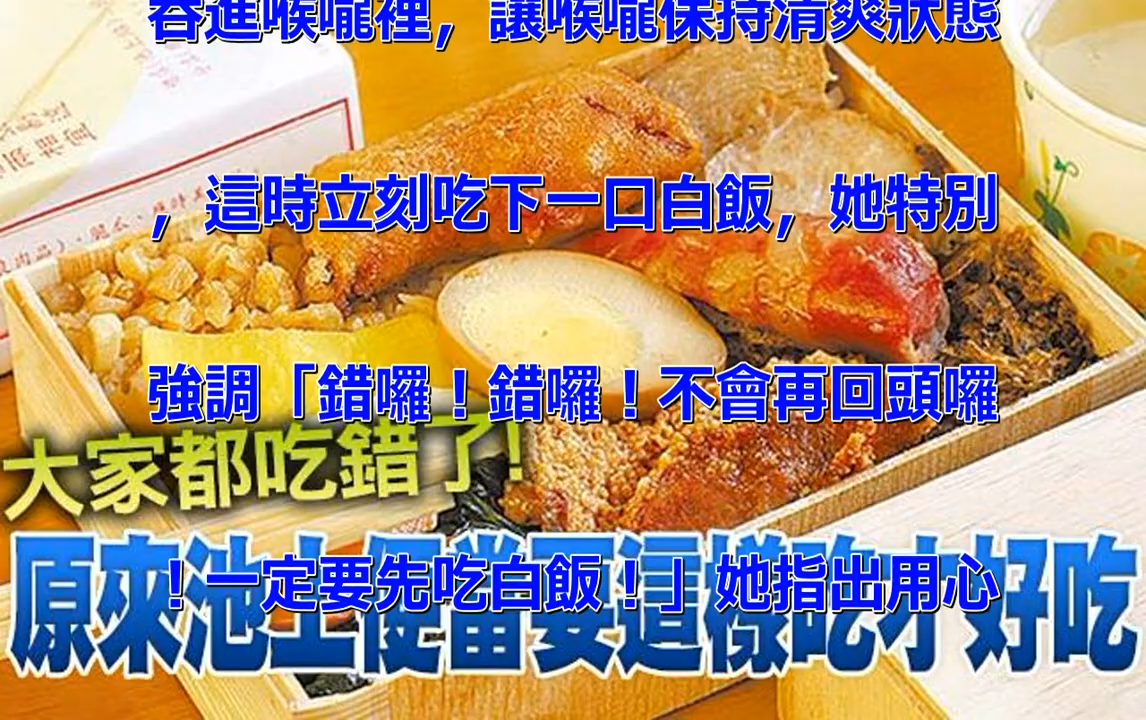 吞進喉嚨裡，讓喉嚨保持清爽狀態
，這時立刻吃下一口白飯，她特別
強調「錯囉！錯囉！不會再回頭囉
大家都吃錯了!
！一定要先吃白飯！」她指出用心
原來池上便當要這樣吃才好吃